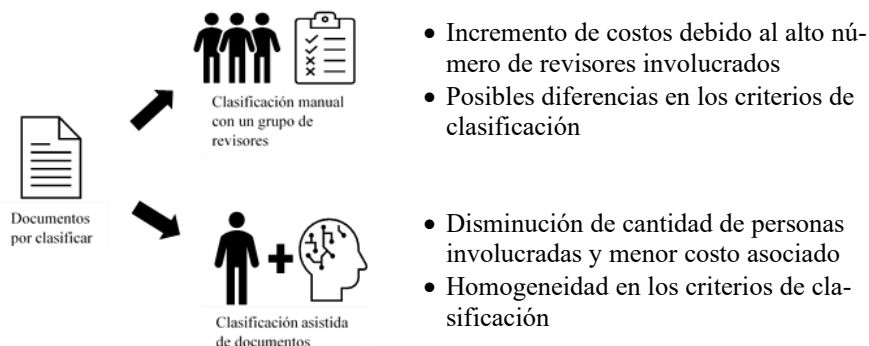 Documentos
por clasificar
Clasificación manual
con un grupo de
revisores
• Incremento de costos debido al alto nú-
mero de revisores involucrados
• Posibles diferencias en los criterios de
clasificación
Clasificación asistida
de documentos
• Disminución de cantidad de personas
involucradas y menor costo asociado
• Homogeneidad en los criterios de cla-
sificación